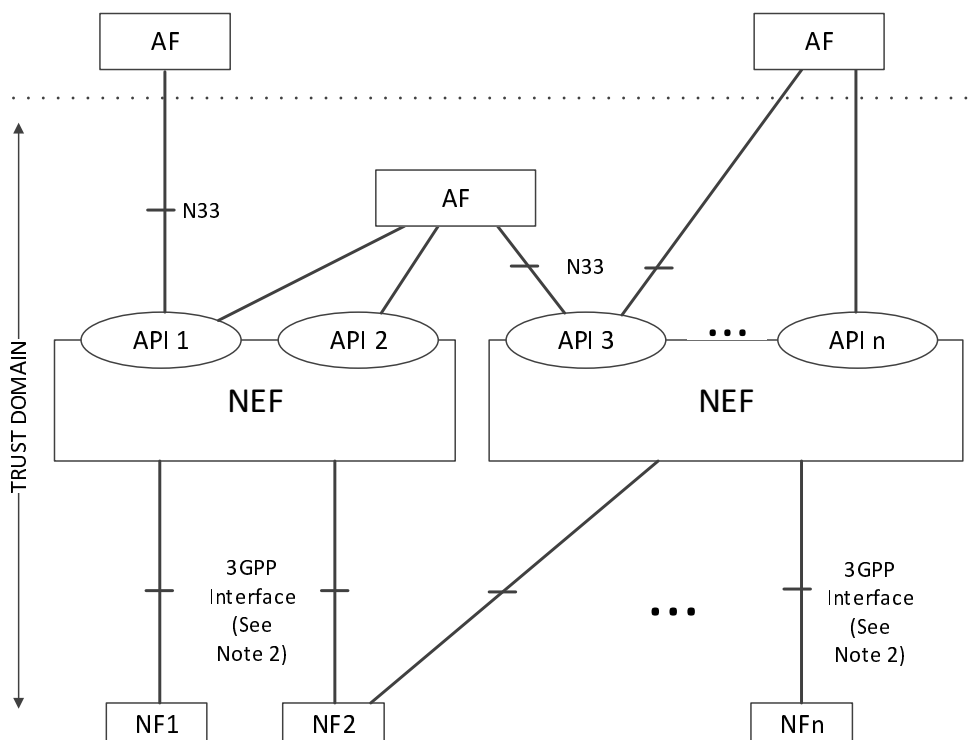 AF
AF
AF
N33
N33
API 1
API 2
API 3
...
API n
NEF
NEF
TRUST DOMAIN
3GPP
Interface
(See
Note 2)
...
3GPP
Interface
(See
Note 2)
NF1
NF2
NFn